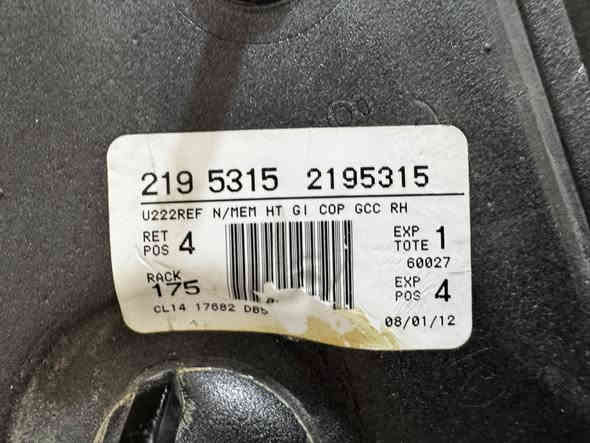 219 5315 2195315
U222REF N/MEM HT GI COP GCC RH
RET POS 4
EXP TOTE 1
60027
RACK 175
EXP POS 4
CL14 17682 DB5
08/01/12